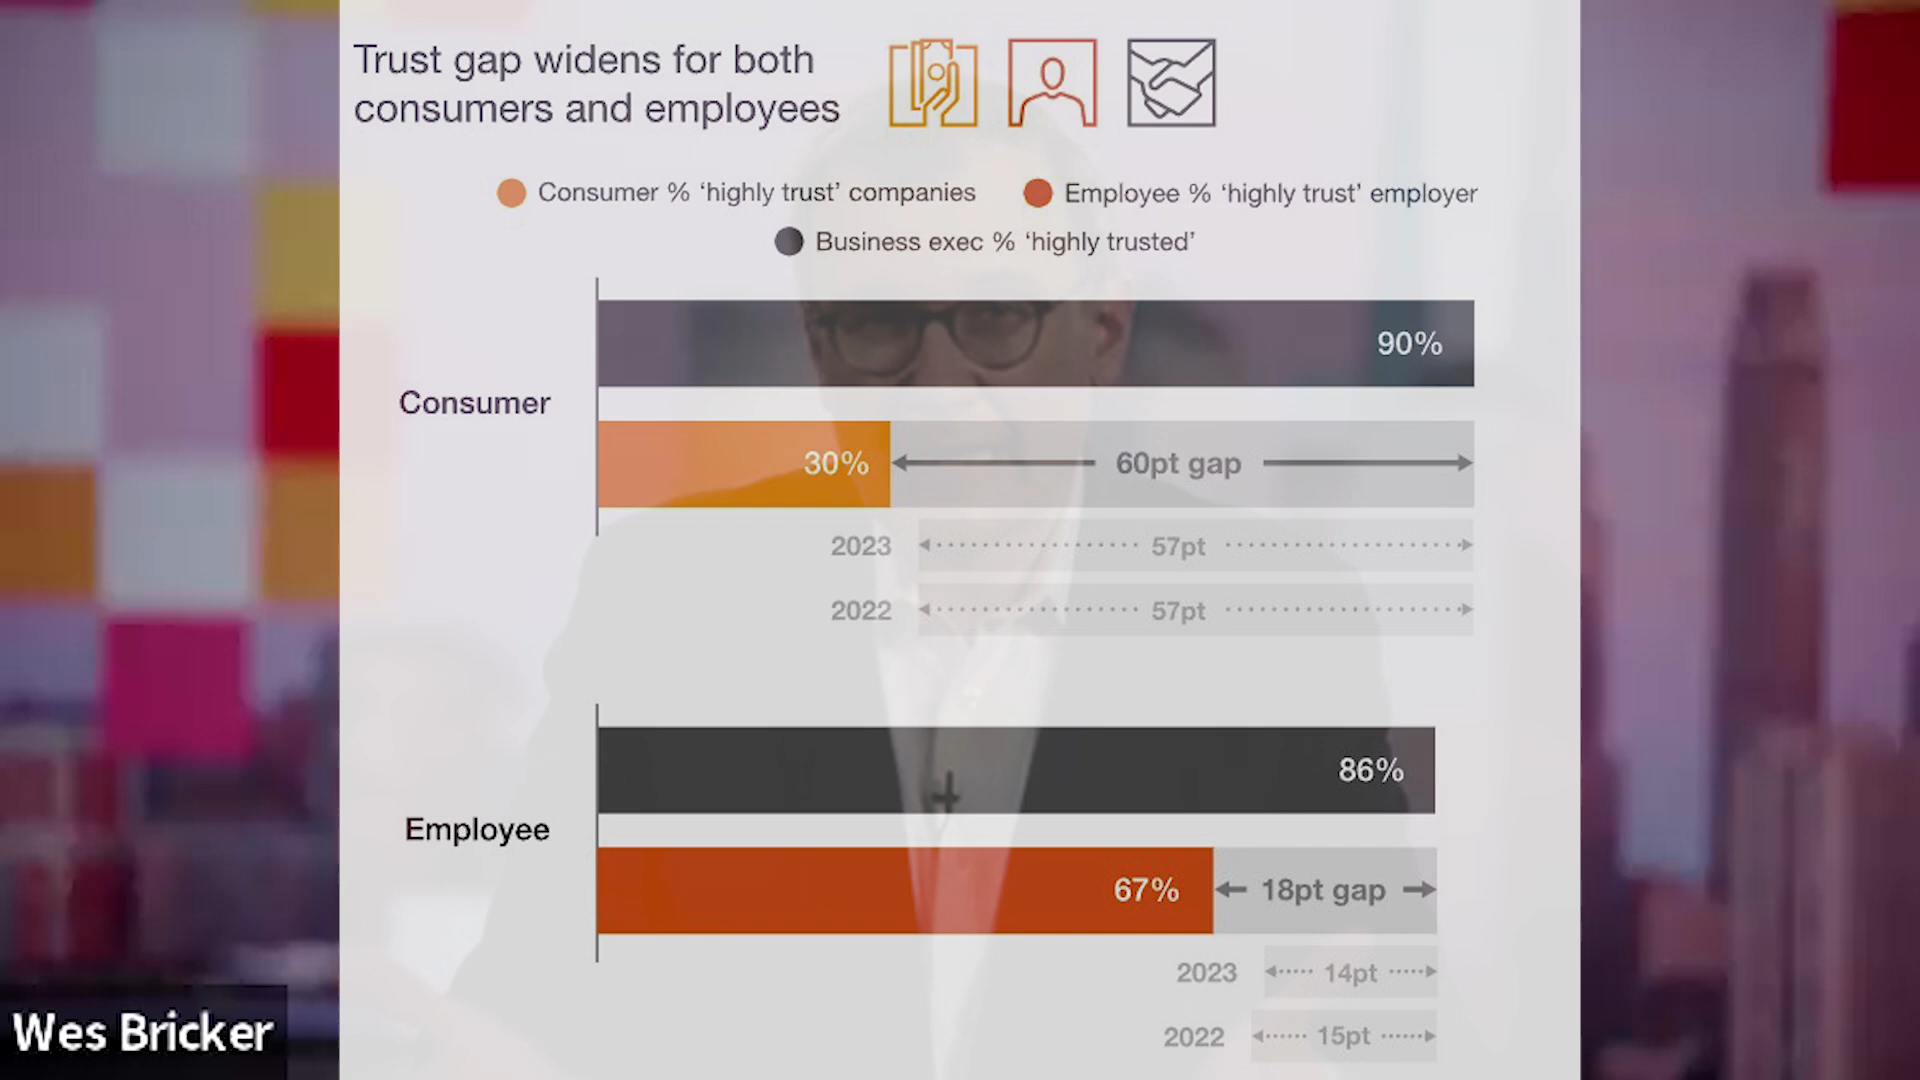 Trust gap widens for both
consumers and employees
Consumer % ‘highly trust’ companies
Employee % ‘highly trust’ employer
Business exec % ‘highly trusted’
90%
Consumer
30%
60pt gap
2023
57pt
2022
57pt
86%
Employee
67%
18pt gap
2023
14pt
2022
15pt
Wes Bricker